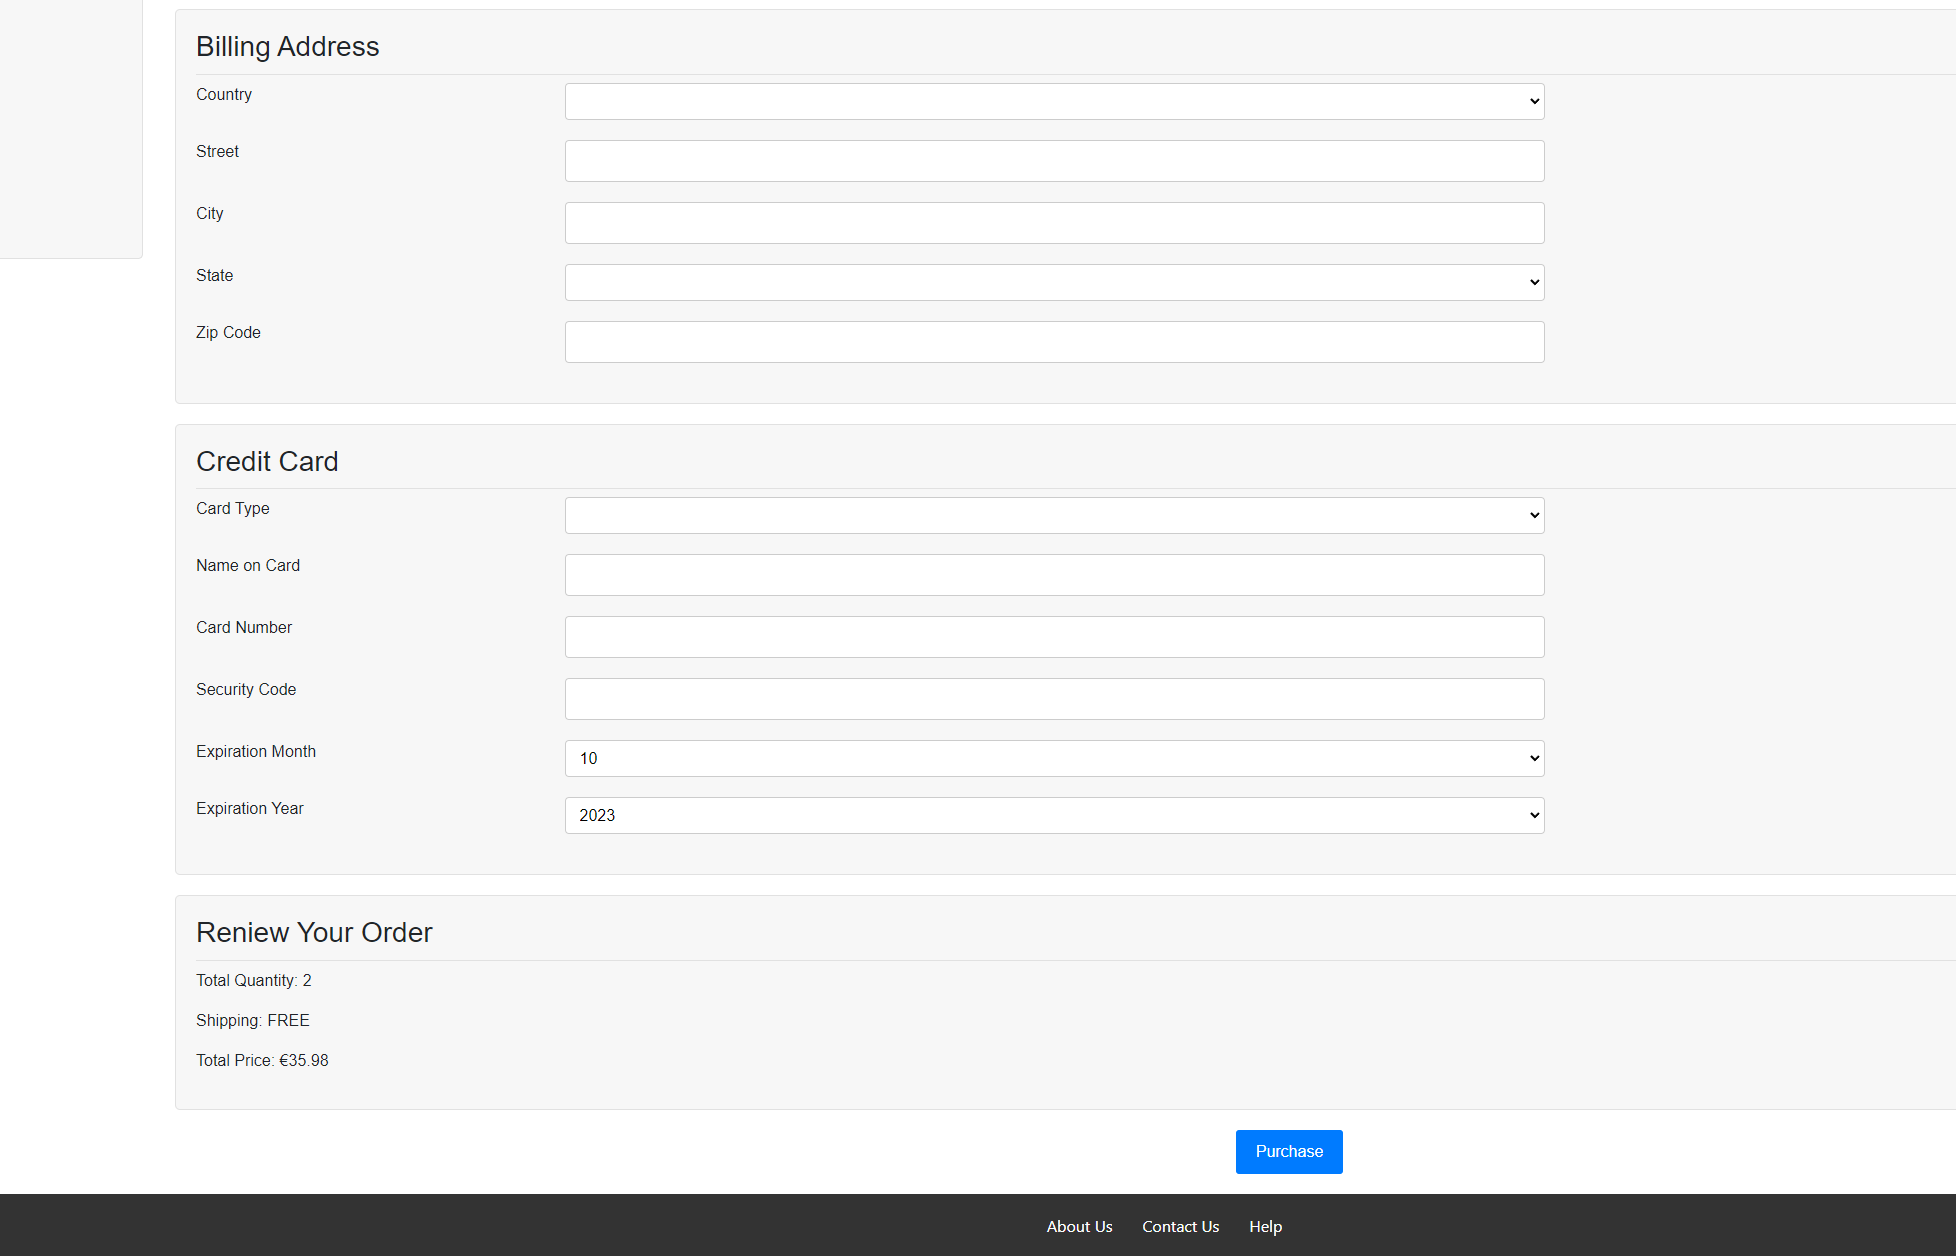 Billing Address
Country
Street
City
State
Zip Code
Credit Card
Card Type
Name on Card
Card Number
Security Code
Expiration Month
10
Expiration Year
2023
Reniew Your Order
Total Quantity: 2
Shipping: FREE
Total Price: €35.98
Purchase
About Us Contact Us Help